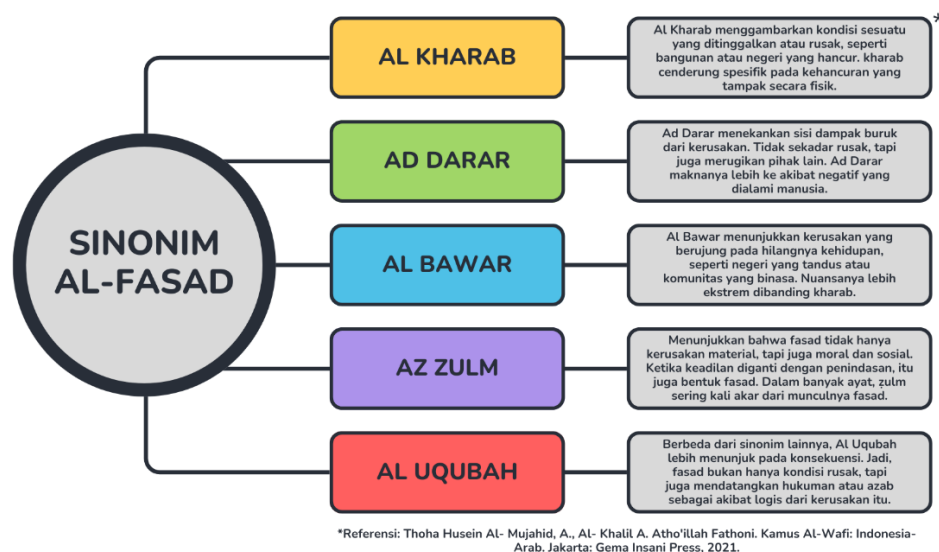 SINONIM
AL-FASAD
AL KHARAB
*
Al Kharab menggambarkan kondisi sesuatu
yang ditinggalkan atau rusak, seperti
bangunan atau negeri yang hancur. kharab
cenderung spesifik pada kehancuran yang
tampak secara fisik.
AD DARAR
Ad Darar menekankan sisi dampak buruk
dari kerusakan. Tidak sekadar rusak, tapi
juga merugikan pihak lain. Ad Darar
maknanya lebih ke akibat negatif yang
dialami manusia.
AL BAWAR
Al Bawar menunjukkan kerusakan yang
berujung pada hilangnya kehidupan,
seperti negeri yang tandus atau
komunitas yang binasa. Nuansanya lebih
ekstrem dibanding kharab.
AZ ZULM
Menunjukkan bahwa fasad tidak hanya
kerusakan material, tapi juga moral dan sosial.
Ketika keadilan diganti dengan penindasan, itu
juga bentuk fasad. Dalam banyak ayat, ẓulm
sering kali akar dari munculnya fasad.
AL UQUBAH
Berbeda dari sinonim lainnya, Al Uqubah
lebih menunjuk pada konsekuensi. Jadi,
fasad bukan hanya kondisi rusak, tapi
juga mendatangkan hukuman atau azab
sebagai akibat logis dari kerusakan itu.
*Referensi: Thoha Husein Al- Mujahid, A., Al- Khalil A. Atho'illah Fathoni. Kamus Al-Wafi: Indonesia-
Arab. Jakarta: Gema Insani Press, 2021.